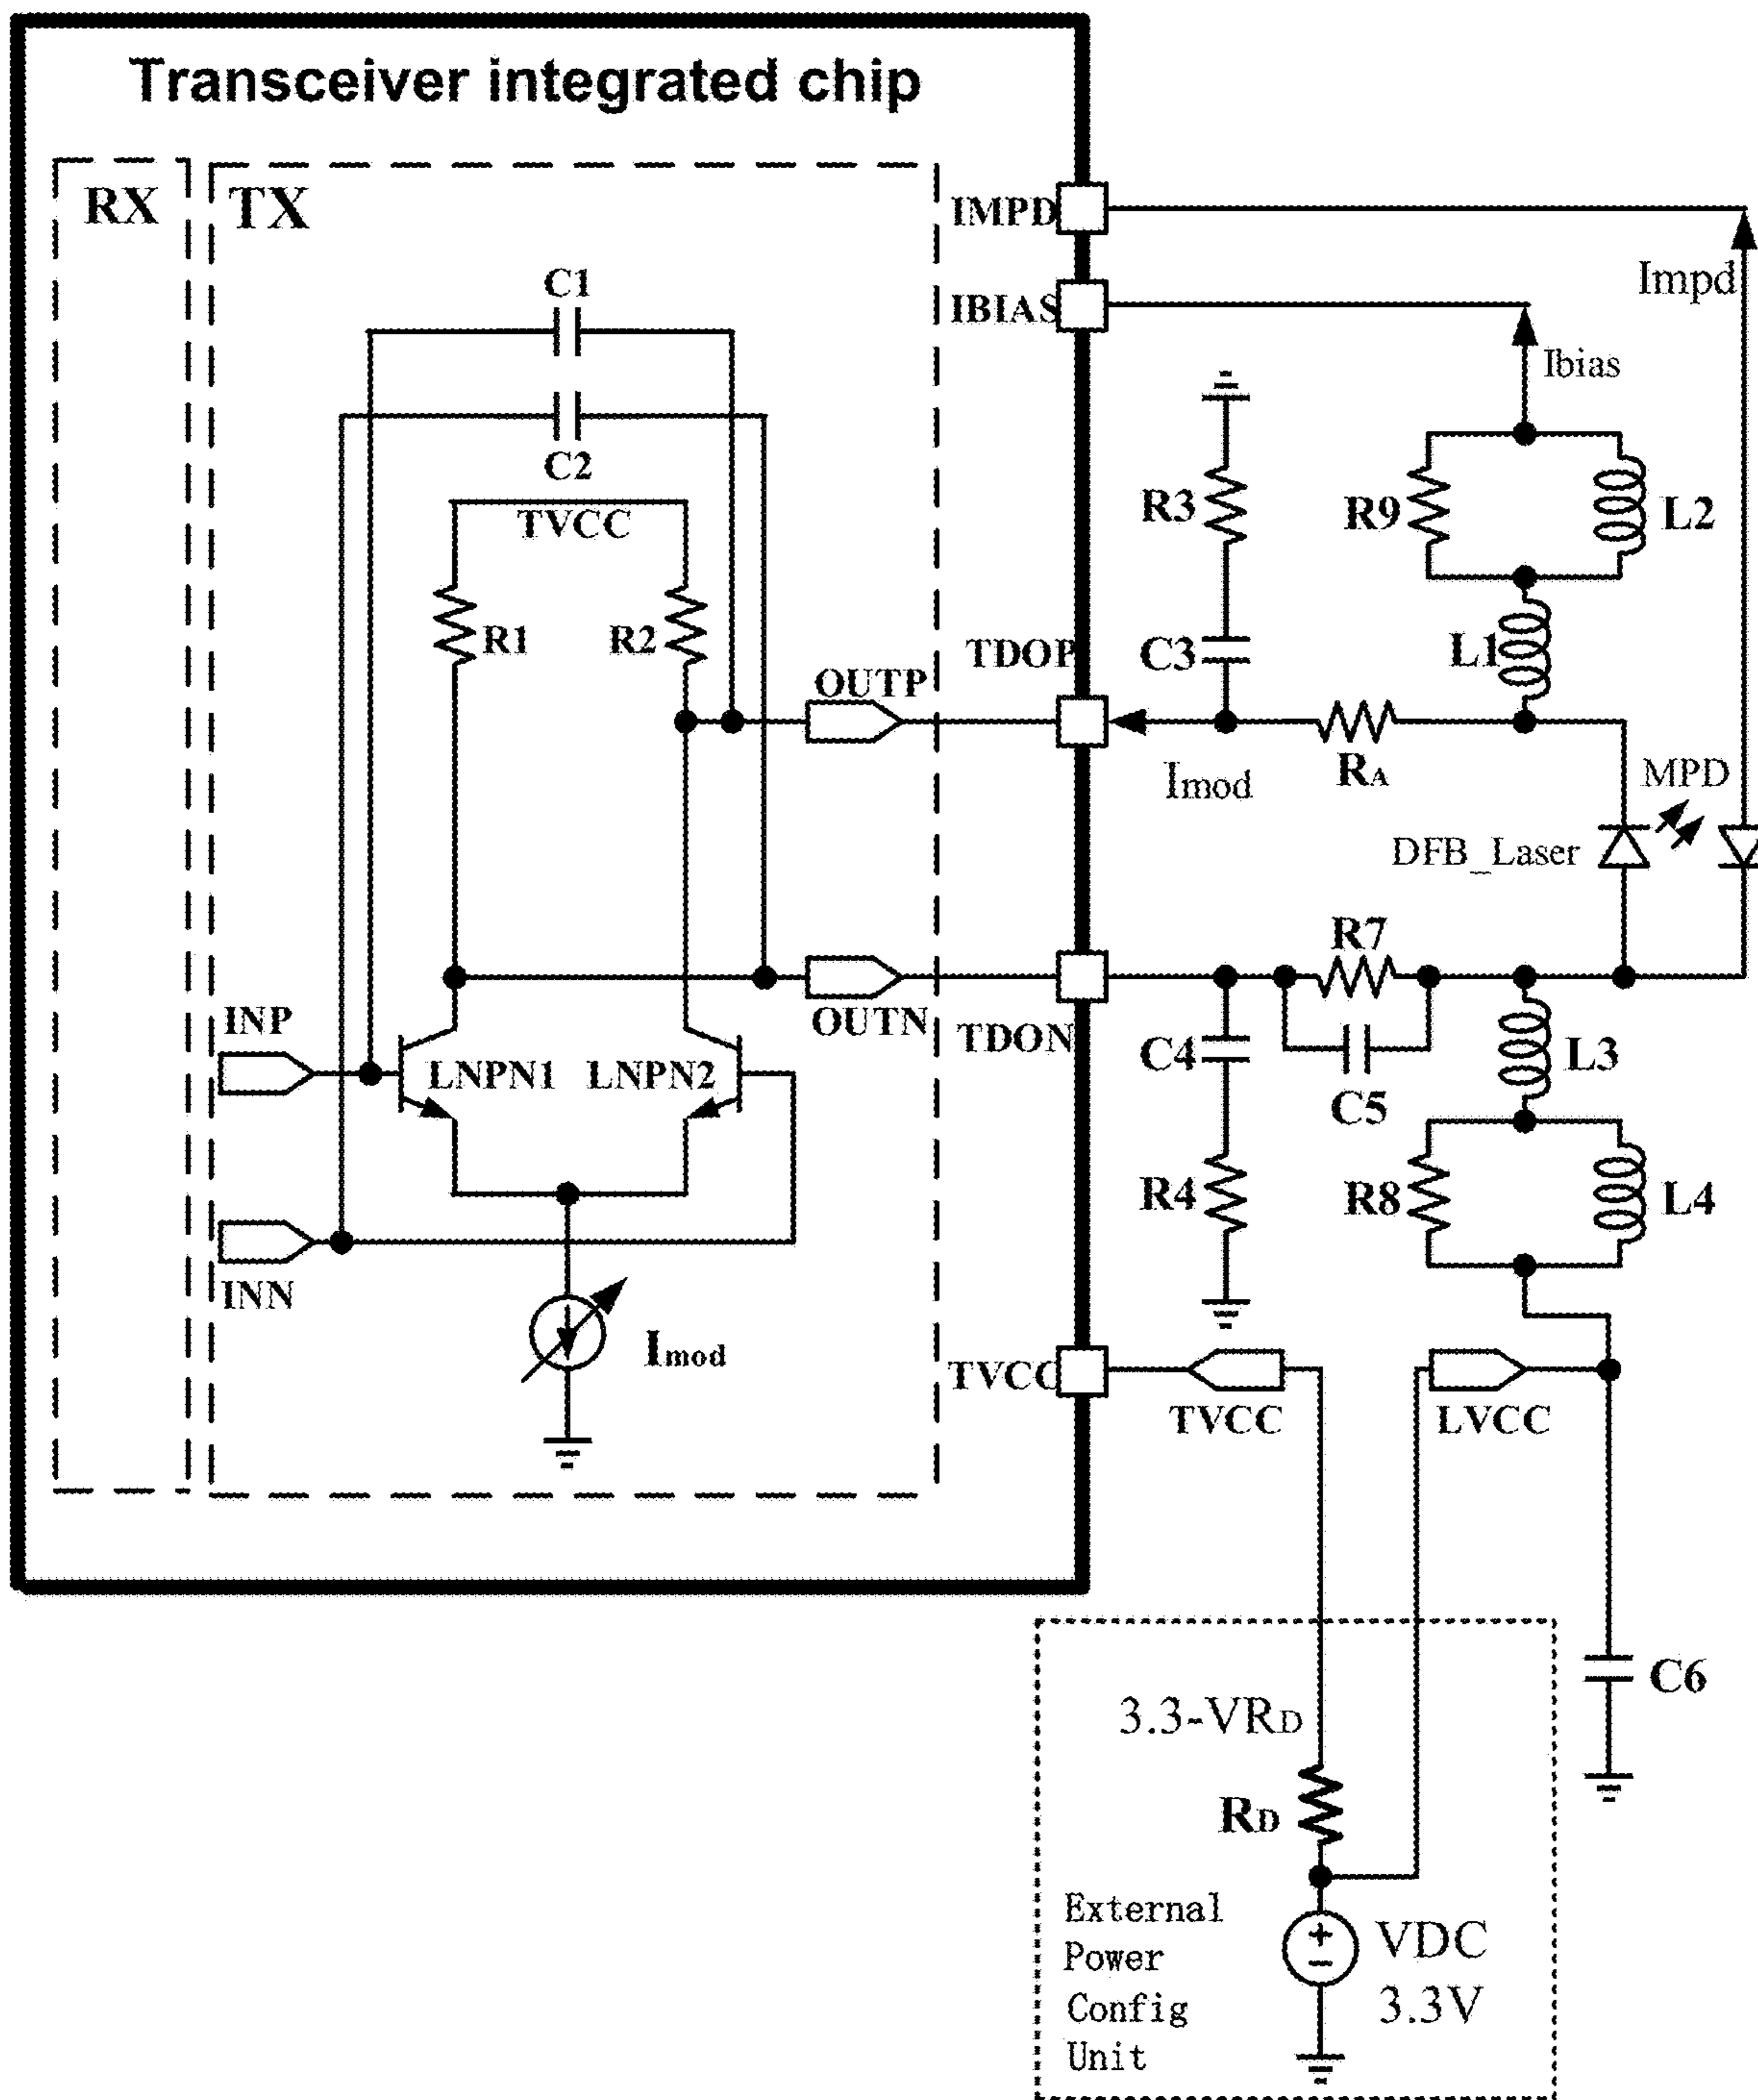 Transceiver integrated chip
RX
TX
IMPD
Impd
IBIAS
Ibias
C1
C2
TVCC
R3
R9
L2
R1
R2
TDOP
C3
L1
OUTP
Imod
RA
MPD
DFB_Laser
R7
INP
OUTN
TDON
C4
L3
LNPN1
LNPN2
C5
R4
R8
L4
INN
Imod
TVCC
TVCC
LVCC
C6
3.3-VRD
RD
External
Power
Config
Unit
VDC
3.3V